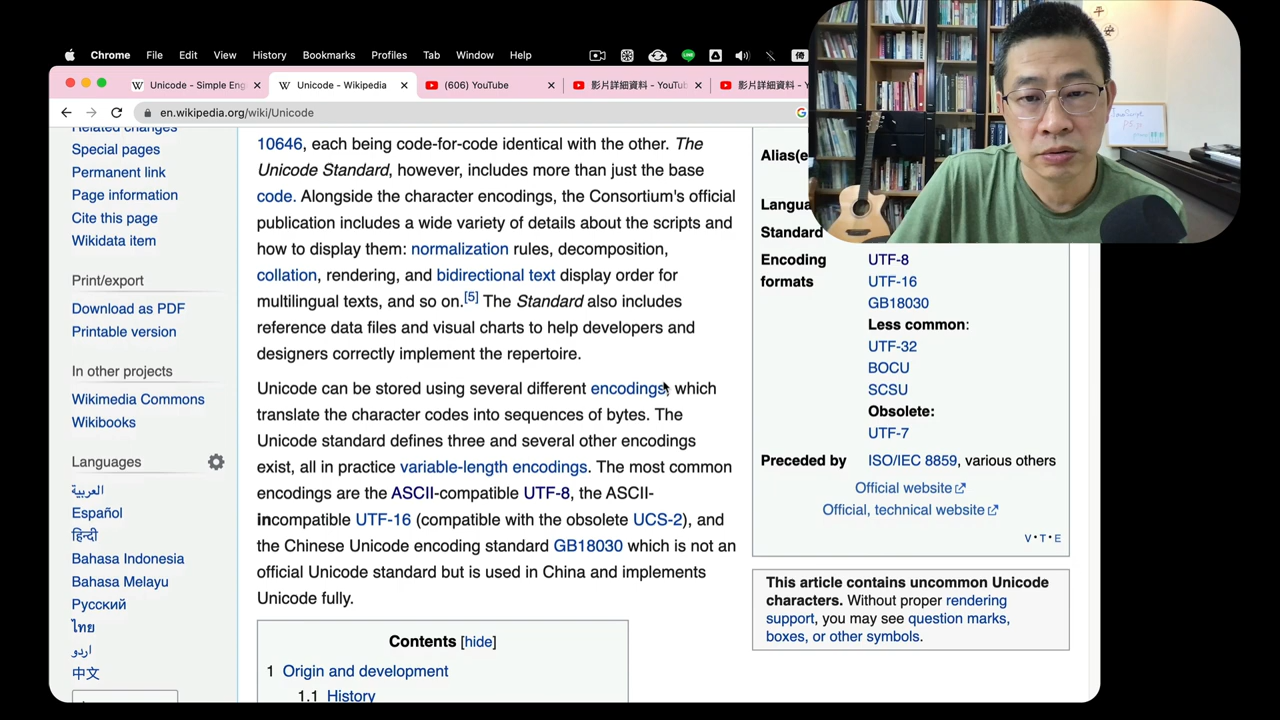 Chrome File Edit View History Bookmarks Profiles Tab Window Help
Unicode - Simple Eng
Unicode - Wikipedia
(606) YouTube
影片詳細資料 - YouTub
影片詳細資料 - Y
en.wikipedia.org/wiki/Unicode
Related changes
Special pages
Permanent link
Page information
Cite this page
Wikidata item
Print/export
Download as PDF
Printable version
In other projects
Wikimedia Commons
Wikibooks
Languages
العربية
Español
हिन्दी
Bahasa Indonesia
Bahasa Melayu
Русский
ไทย
اردو
中文
10646, each being code-for-code identical with the other. The
Unicode Standard, however, includes more than just the base
code. Alongside the character encodings, the Consortium's official
publication includes a wide variety of details about the scripts and
how to display them: normalization rules, decomposition,
collation, rendering, and bidirectional text display order for
multilingual texts, and so on.[5] The Standard also includes
reference data files and visual charts to help developers and
designers correctly implement the repertoire.
Unicode can be stored using several different encodings, which
translate the character codes into sequences of bytes. The
Unicode standard defines three and several other encodings
exist, all in practice variable-length encodings. The most common
encodings are the ASCII-compatible UTF-8, the ASCII-
incompatible UTF-16 (compatible with the obsolete UCS-2), and
the Chinese Unicode encoding standard GB18030 which is not an
official Unicode standard but is used in China and implements
Unicode fully.
Contents [hide]
1 Origin and development
1.1 History
Alias(e
Langua
Standard
Encoding formats
UTF-8
UTF-16
GB18030
Less common:
UTF-32
BOCU
SCSU
Obsolete:
UTF-7
Preceded by ISO/IEC 8859, various others
Official website
Official, technical website
V·T·E
This article contains uncommon Unicode
characters. Without proper rendering
support, you may see question marks,
boxes, or other symbols.
平
安
JavaScript